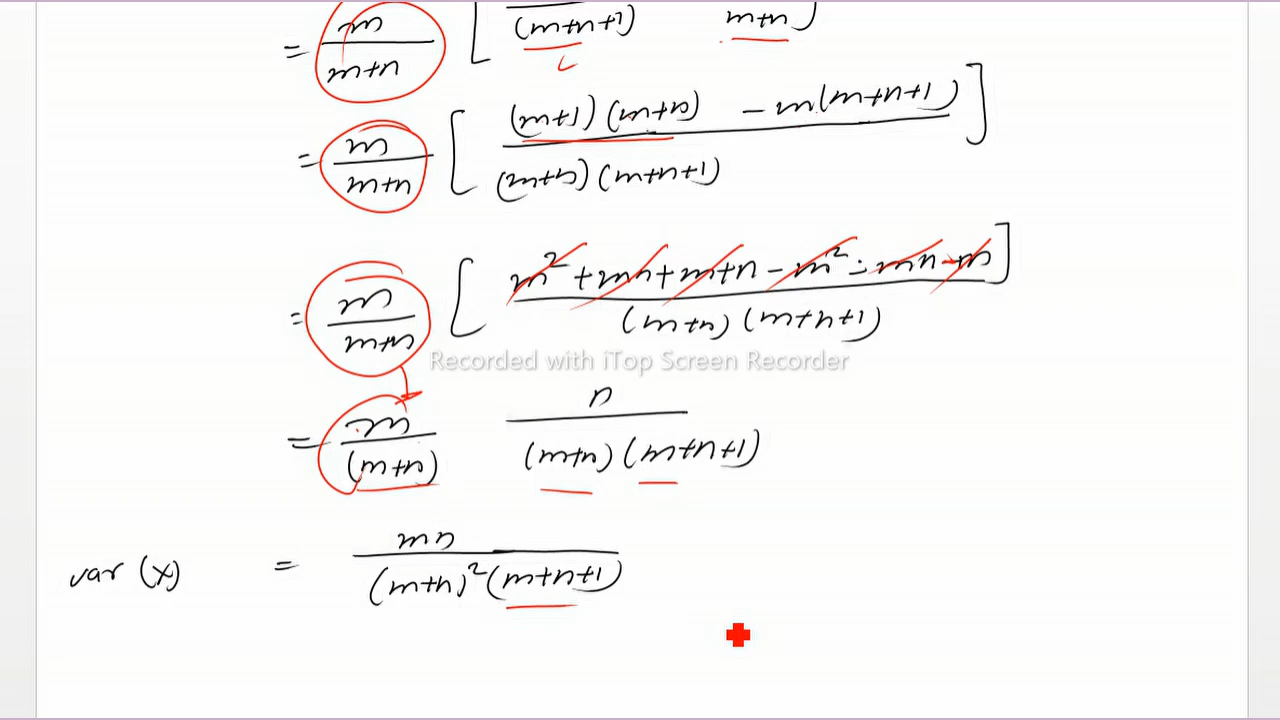 = m/(m+n) [ /(m+n+1) m+n ]
= m/(m+n) [ ((m+1)(m+n) - m(m+n+1))/((m+n)(m+n+1)) ]
= m/(m+n) [ (m²+mn+m+n-m²-mn-m)/((m+n)(m+n+1)) ]
Recorded with iTop Screen Recorder
= m/(m+n) n/((m+n)(m+n+1))
var (x) = mn/((m+n)²(m+n+1))